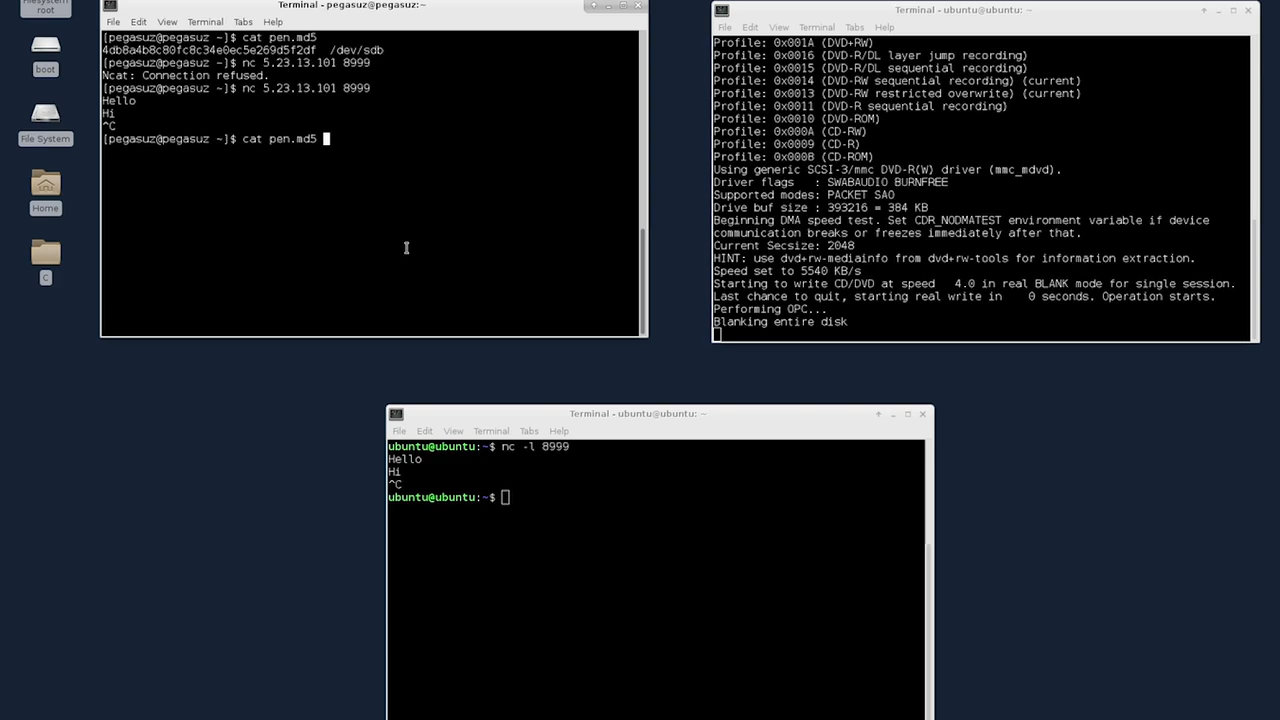 Filesystem
root
boot
File System
Home
C
Terminal - pegasuz@pegasuz:~
File Edit View Terminal Tabs Help
[pegasuz@pegasuz ~]$ cat pen.md5
4db8a4b8c80fc8c34e0ec5e269d5f2df  /dev/sdb
[pegasuz@pegasuz ~]$ nc 5.23.13.101 8999
Ncat: Connection refused.
[pegasuz@pegasuz ~]$ nc 5.23.13.101 8999
Hello
Hi
^C
[pegasuz@pegasuz ~]$ cat pen.md5
Terminal - ubuntu@ubuntu: ~
File Edit View Terminal Tabs Help
Profile: 0x001A (DVD+RW)
Profile: 0x0016 (DVD-R/DL layer jump recording)
Profile: 0x0015 (DVD-R/DL sequential recording)
Profile: 0x0014 (DVD-RW sequential recording) (current)
Profile: 0x0013 (DVD-RW restricted overwrite) (current)
Profile: 0x0011 (DVD-R sequential recording)
Profile: 0x0010 (DVD-ROM)
Profile: 0x000A (CD-RW)
Profile: 0x0009 (CD-R)
Profile: 0x0008 (CD-ROM)
Using generic SCSI-3/mmc DVD-R(W) driver (mmc_mdvd).
Driver flags   : SWABAUDIO BURNFREE
Supported modes: PACKET SAO
Drive buf size : 393216 = 384 KB
Beginning DMA speed test. Set CDR_NODMATEST environment variable if device
communication breaks or freezes immediately after that.
Current Secsize: 2048
HINT: use dvd+rw-mediainfo from dvd+rw-tools for information extraction.
Speed set to 5540 KB/s
Starting to write CD/DVD at speed   4.0 in real BLANK mode for single session.
Last chance to quit, starting real write in    0 seconds. Operation starts.
Performing OPC...
Blanking entire disk
Terminal - ubuntu@ubuntu: ~
File Edit View Terminal Tabs Help
ubuntu@ubuntu:~$ nc -l 8999
Hello
Hi
^C
ubuntu@ubuntu:~$